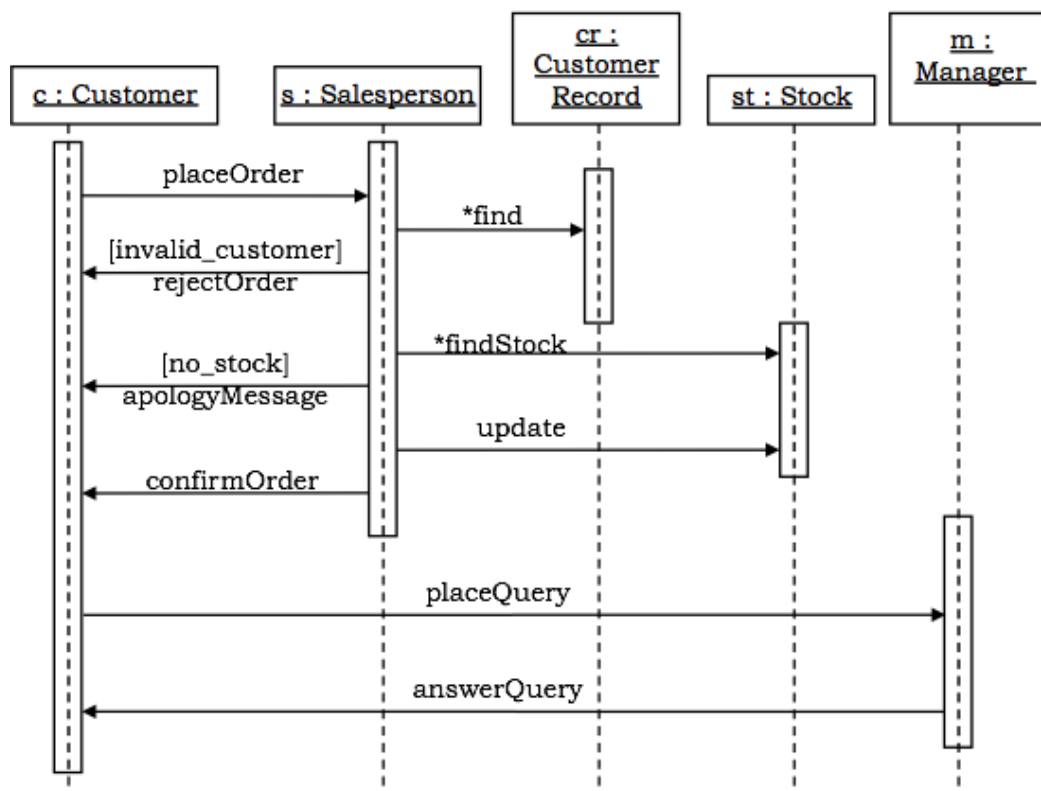 cr :
Customer
Record
m :
Manager
c : Customer
s : Salesperson
st : Stock
placeOrder
*find
[invalid_customer]
rejectOrder
*findStock
[no_stock]
apologyMessage
update
confirmOrder
placeQuery
answerQuery